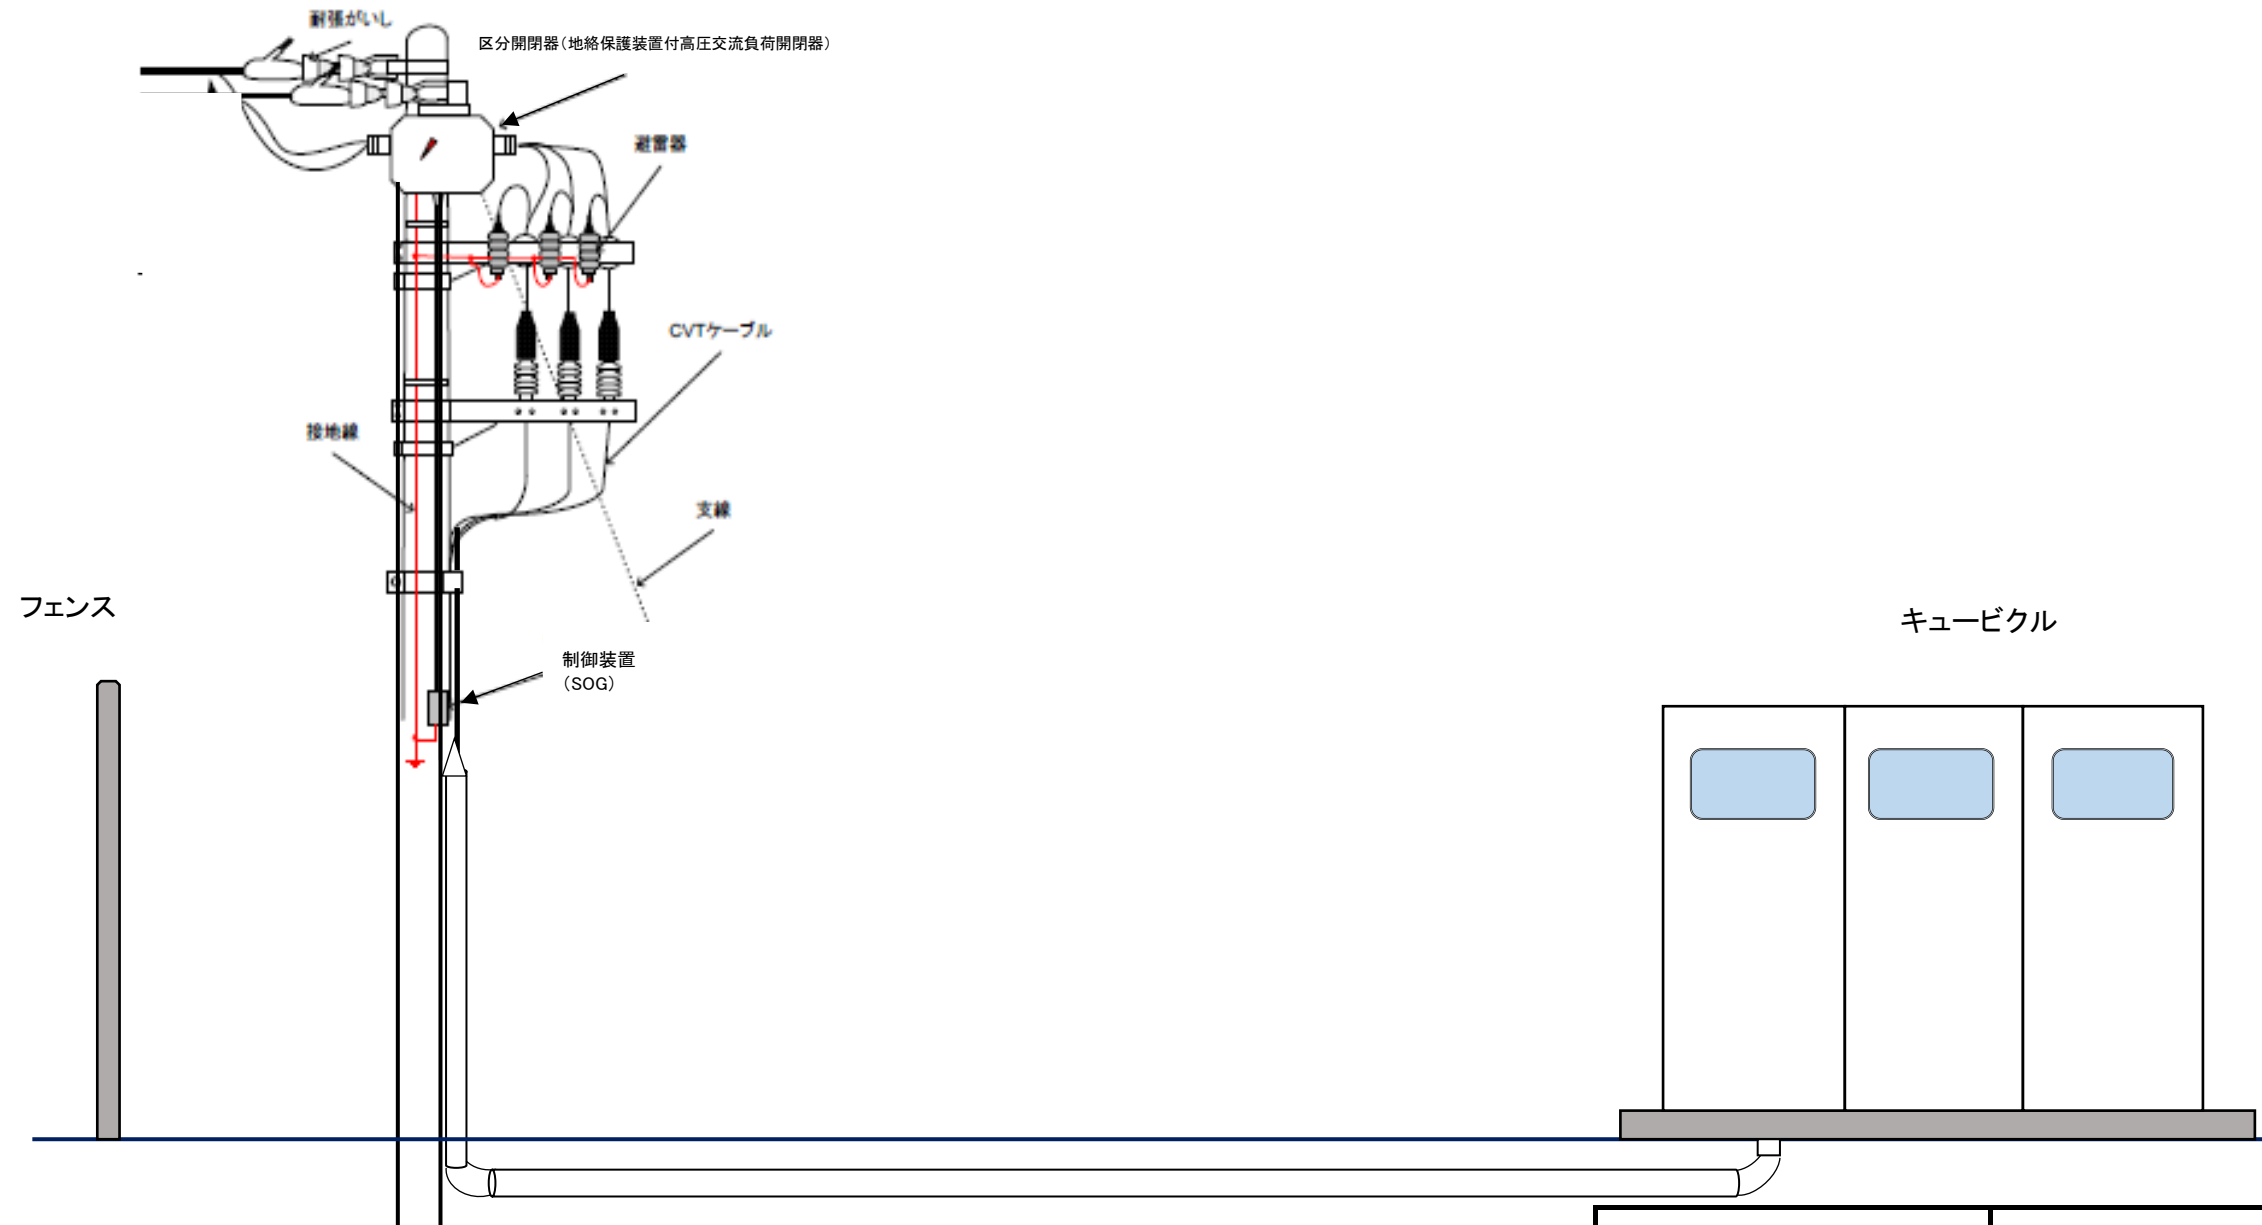 耐張がいし
区分開閉器（地絡保護装置付高圧交流負荷開閉器）
避雷器
CVTケーブル
接地線
支線
フェンス
キュービクル
制御装置
（SOG）